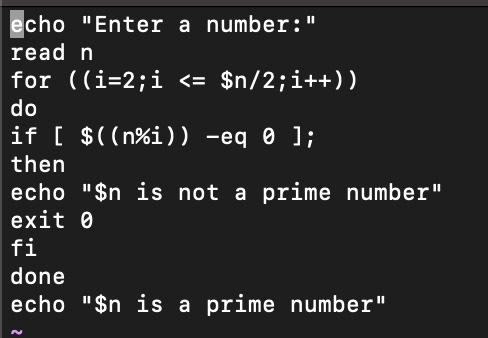 echo "Enter a number:"
read n
for ((i=2;i <= $n/2;i++))
do
if [ $((n%i)) -eq 0 ];
then
echo "$n is not a prime number"
exit 0
fi
done
echo "$n is a prime number"
~